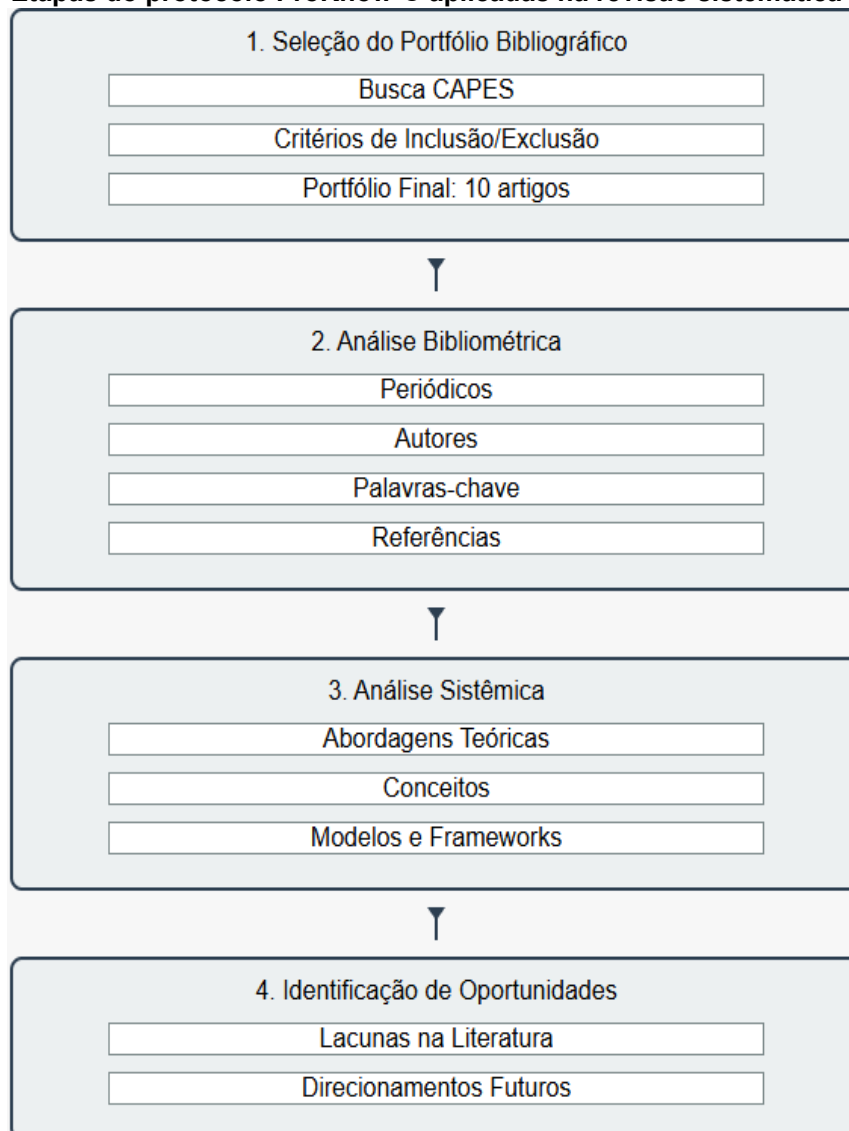 Etapas do protocolo ProKnow-C aplicadas na revisão sistemática
1. Seleção do Portfólio Bibliográfico
Busca CAPES
Critérios de Inclusão/Exclusão
Portfólio Final: 10 artigos
2. Análise Bibliométrica
Periódicos
Autores
Palavras-chave
Referências
3. Análise Sistêmica
Abordagens Teóricas
Conceitos
Modelos e Frameworks
4. Identificação de Oportunidades
Lacunas na Literatura
Direcionamentos Futuros